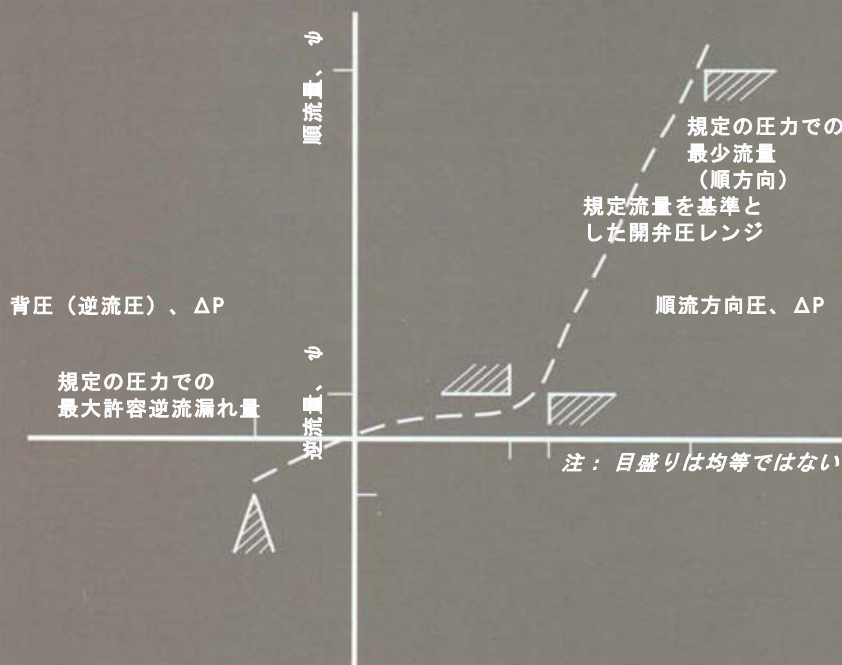 順流量、ψ
規定の圧力での
最少流量
（順方向）
規定流量を基準と
した開弁圧レンジ
背圧（逆流圧）、ΔP
順流方向圧、ΔP
規定の圧力での
最大許容逆流漏れ量
逆流量、ψ
注： 目盛りは均等ではない